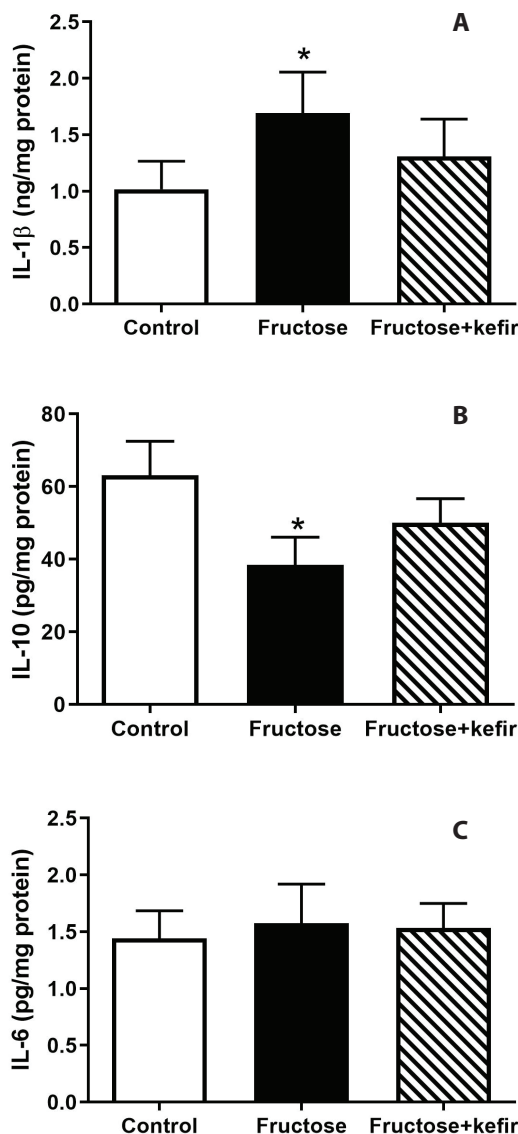 A
IL-1β (ng/mg protein)
2.5
2.0
1.5
1.0
0.5
0.0
*
Control Fructose Fructose+kefir
B
IL-10 (pg/mg protein)
80
60
40
20
0
*
Control Fructose Fructose+kefir
C
IL-6 (pg/mg protein)
2.5
2.0
1.5
1.0
0.5
0.0
Control Fructose Fructose+kefir